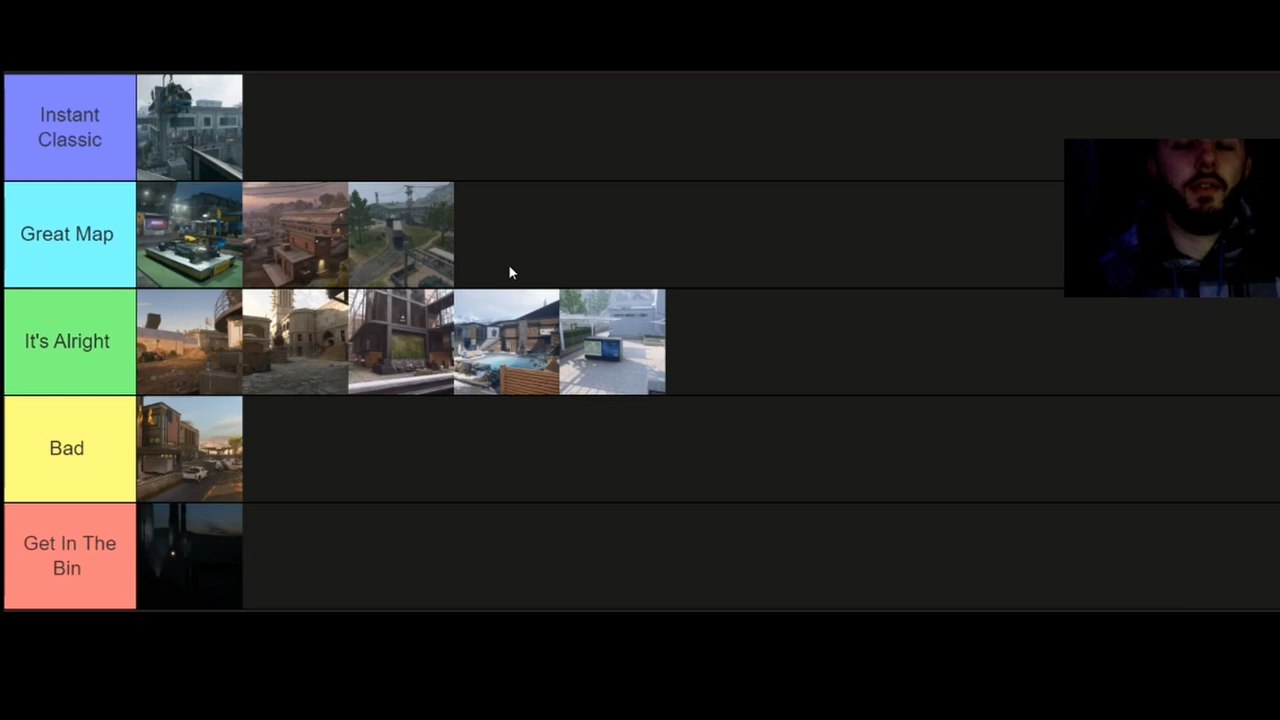 Instant
Classic
Great Map
It's Alright
Bad
Get In The
Bin